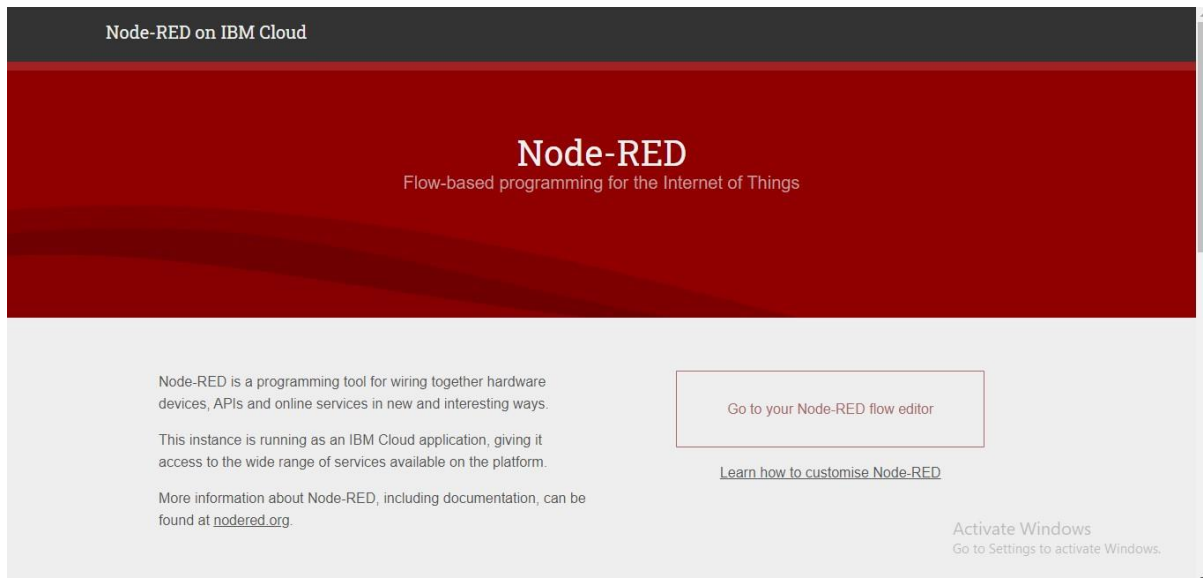 Node-RED on IBM Cloud
Node-RED
Flow-based programming for the Internet of Things
Node-RED is a programming tool for wiring together hardware
devices, APIs and online services in new and interesting ways.
This instance is running as an IBM Cloud application, giving it
access to the wide range of services available on the platform.
More information about Node-RED, including documentation, can be
found at nodered.org.
Go to your Node-RED flow editor
Learn how to customise Node-RED
Activate Windows
Go to Settings to activate Windows.